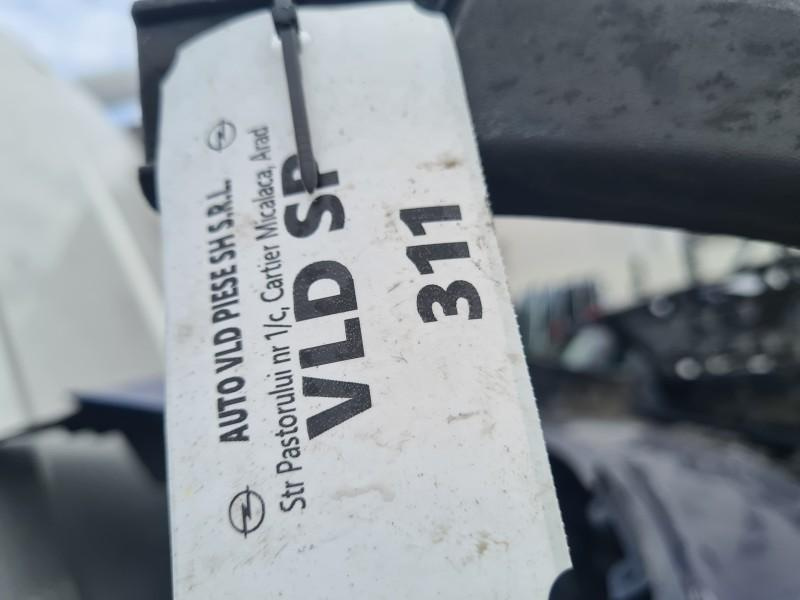 AUTO VLD PIESE SH S.R.L.
Str Pastorului nr 1/c, Cartier Micalaca, Arad
VLD SP
311